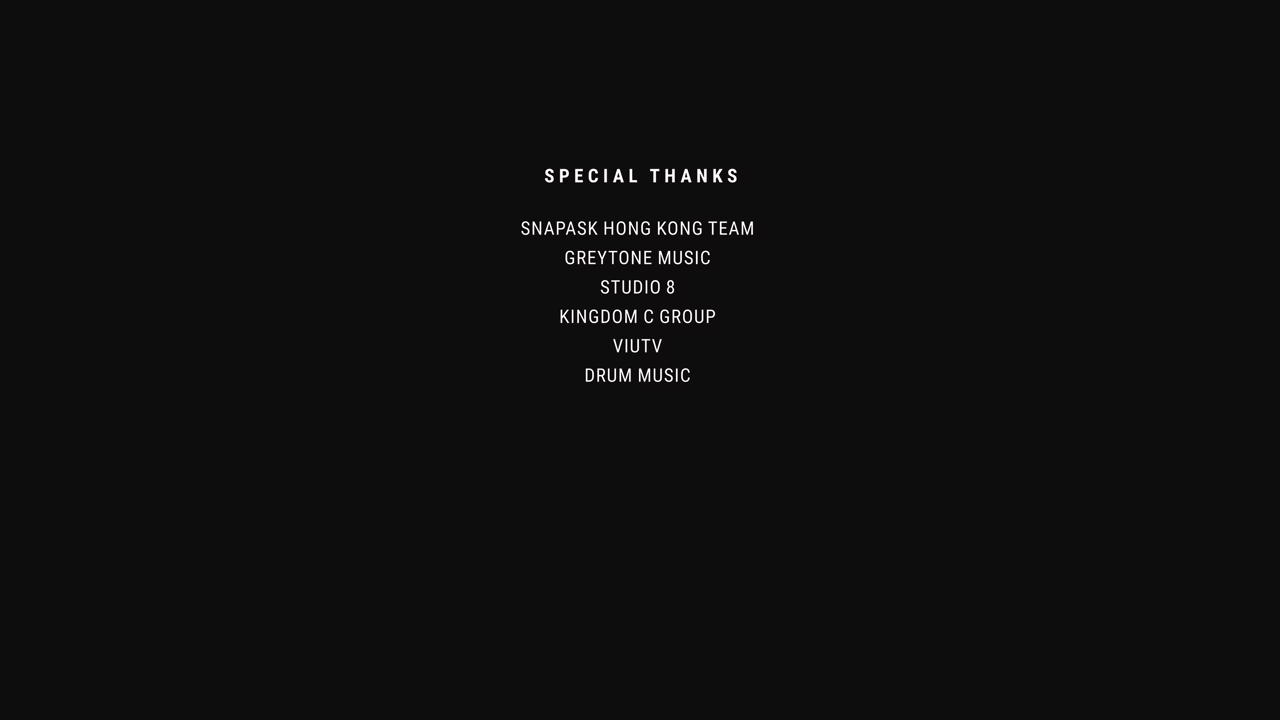 SPECIAL THANKS
SNAPASK HONG KONG TEAM
GREYTONE MUSIC
STUDIO 8
KINGDOM C GROUP
VIUTV
DRUM MUSIC